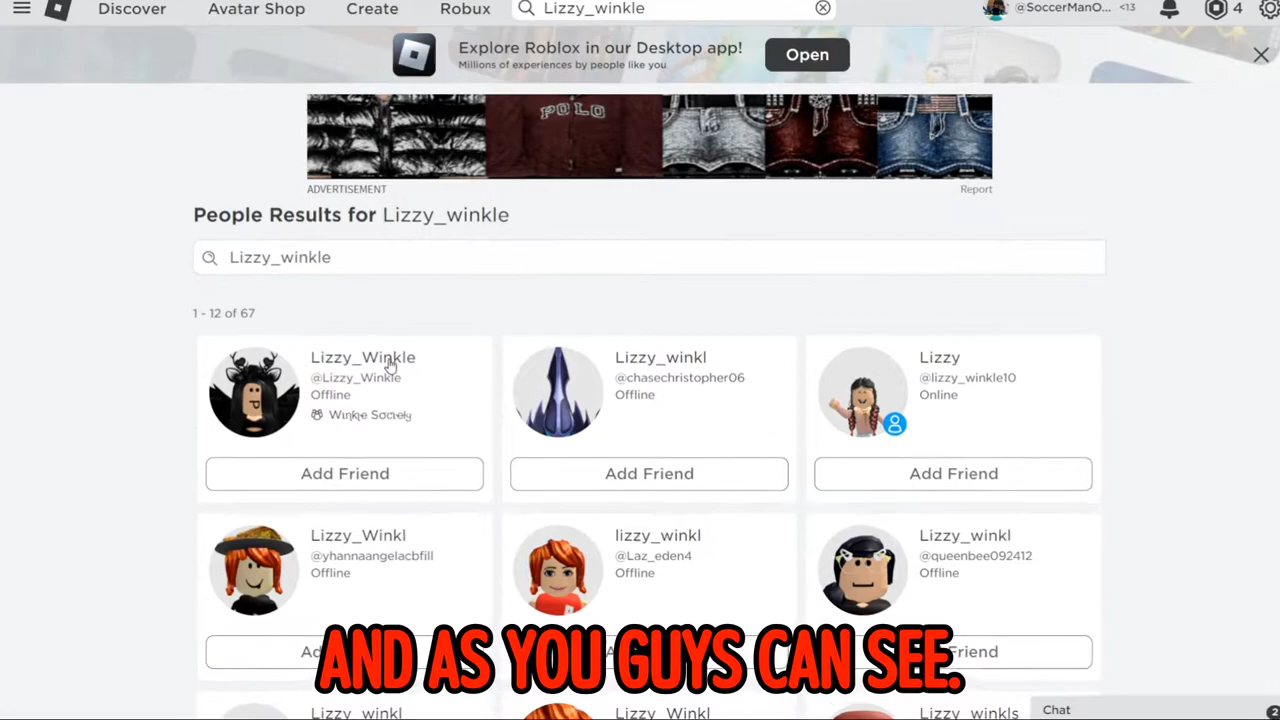 Discover Avatar Shop Create Robux Lizzy_winkle @SoccerManO... <13 4
Explore Roblox in our Desktop app!
Millions of experiences by people like you
Open
POLO
ADVERTISEMENT Report
People Results for Lizzy_winkle
Lizzy_winkle
1 - 12 of 67
Lizzy_Winkle
@Lizzy_Winkle
Offline
Winkie Society
Add Friend
Lizzy_winkl
@chasechristopher06
Offline
Add Friend
Lizzy
@lizzy_winkle10
Online
Add Friend
Lizzy_Winkl
@yhannaangelacbfill
Offline
lizzy_winkl
@Laz_eden4
Offline
Lizzy_winkl
@queenbee092412
Offline
AND AS YOU GUYS CAN SEE.
Lizzy_winkl Lizzy_Winkl Lizzy_winkls
Chat 2